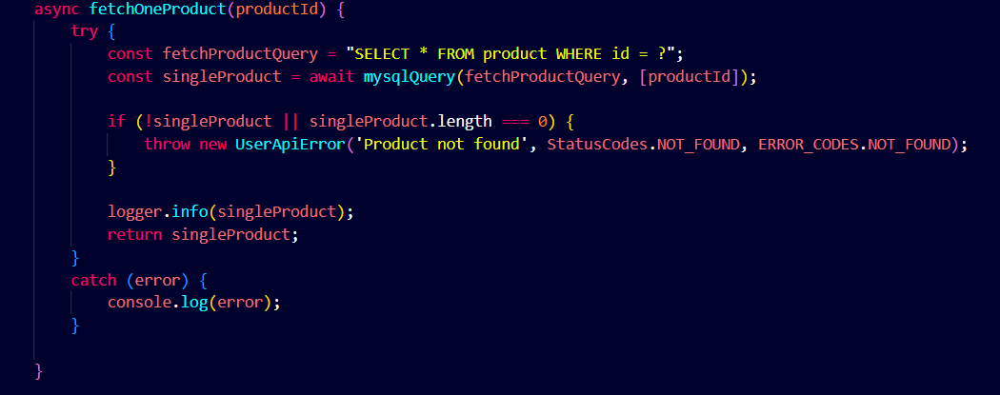 async fetchOneProduct(productId) {
try {
const fetchProductQuery = "SELECT * FROM product WHERE id = ?";
const singleProduct = await mysqlQuery(fetchProductQuery, [productId]);
if (!singleProduct || singleProduct.length === 0) {
throw new UserApiError('Product not found', StatusCodes.NOT_FOUND, ERROR_CODES.NOT_FOUND);
}
logger.info(singleProduct);
return singleProduct;
}
catch (error) {
console.log(error);
}
}